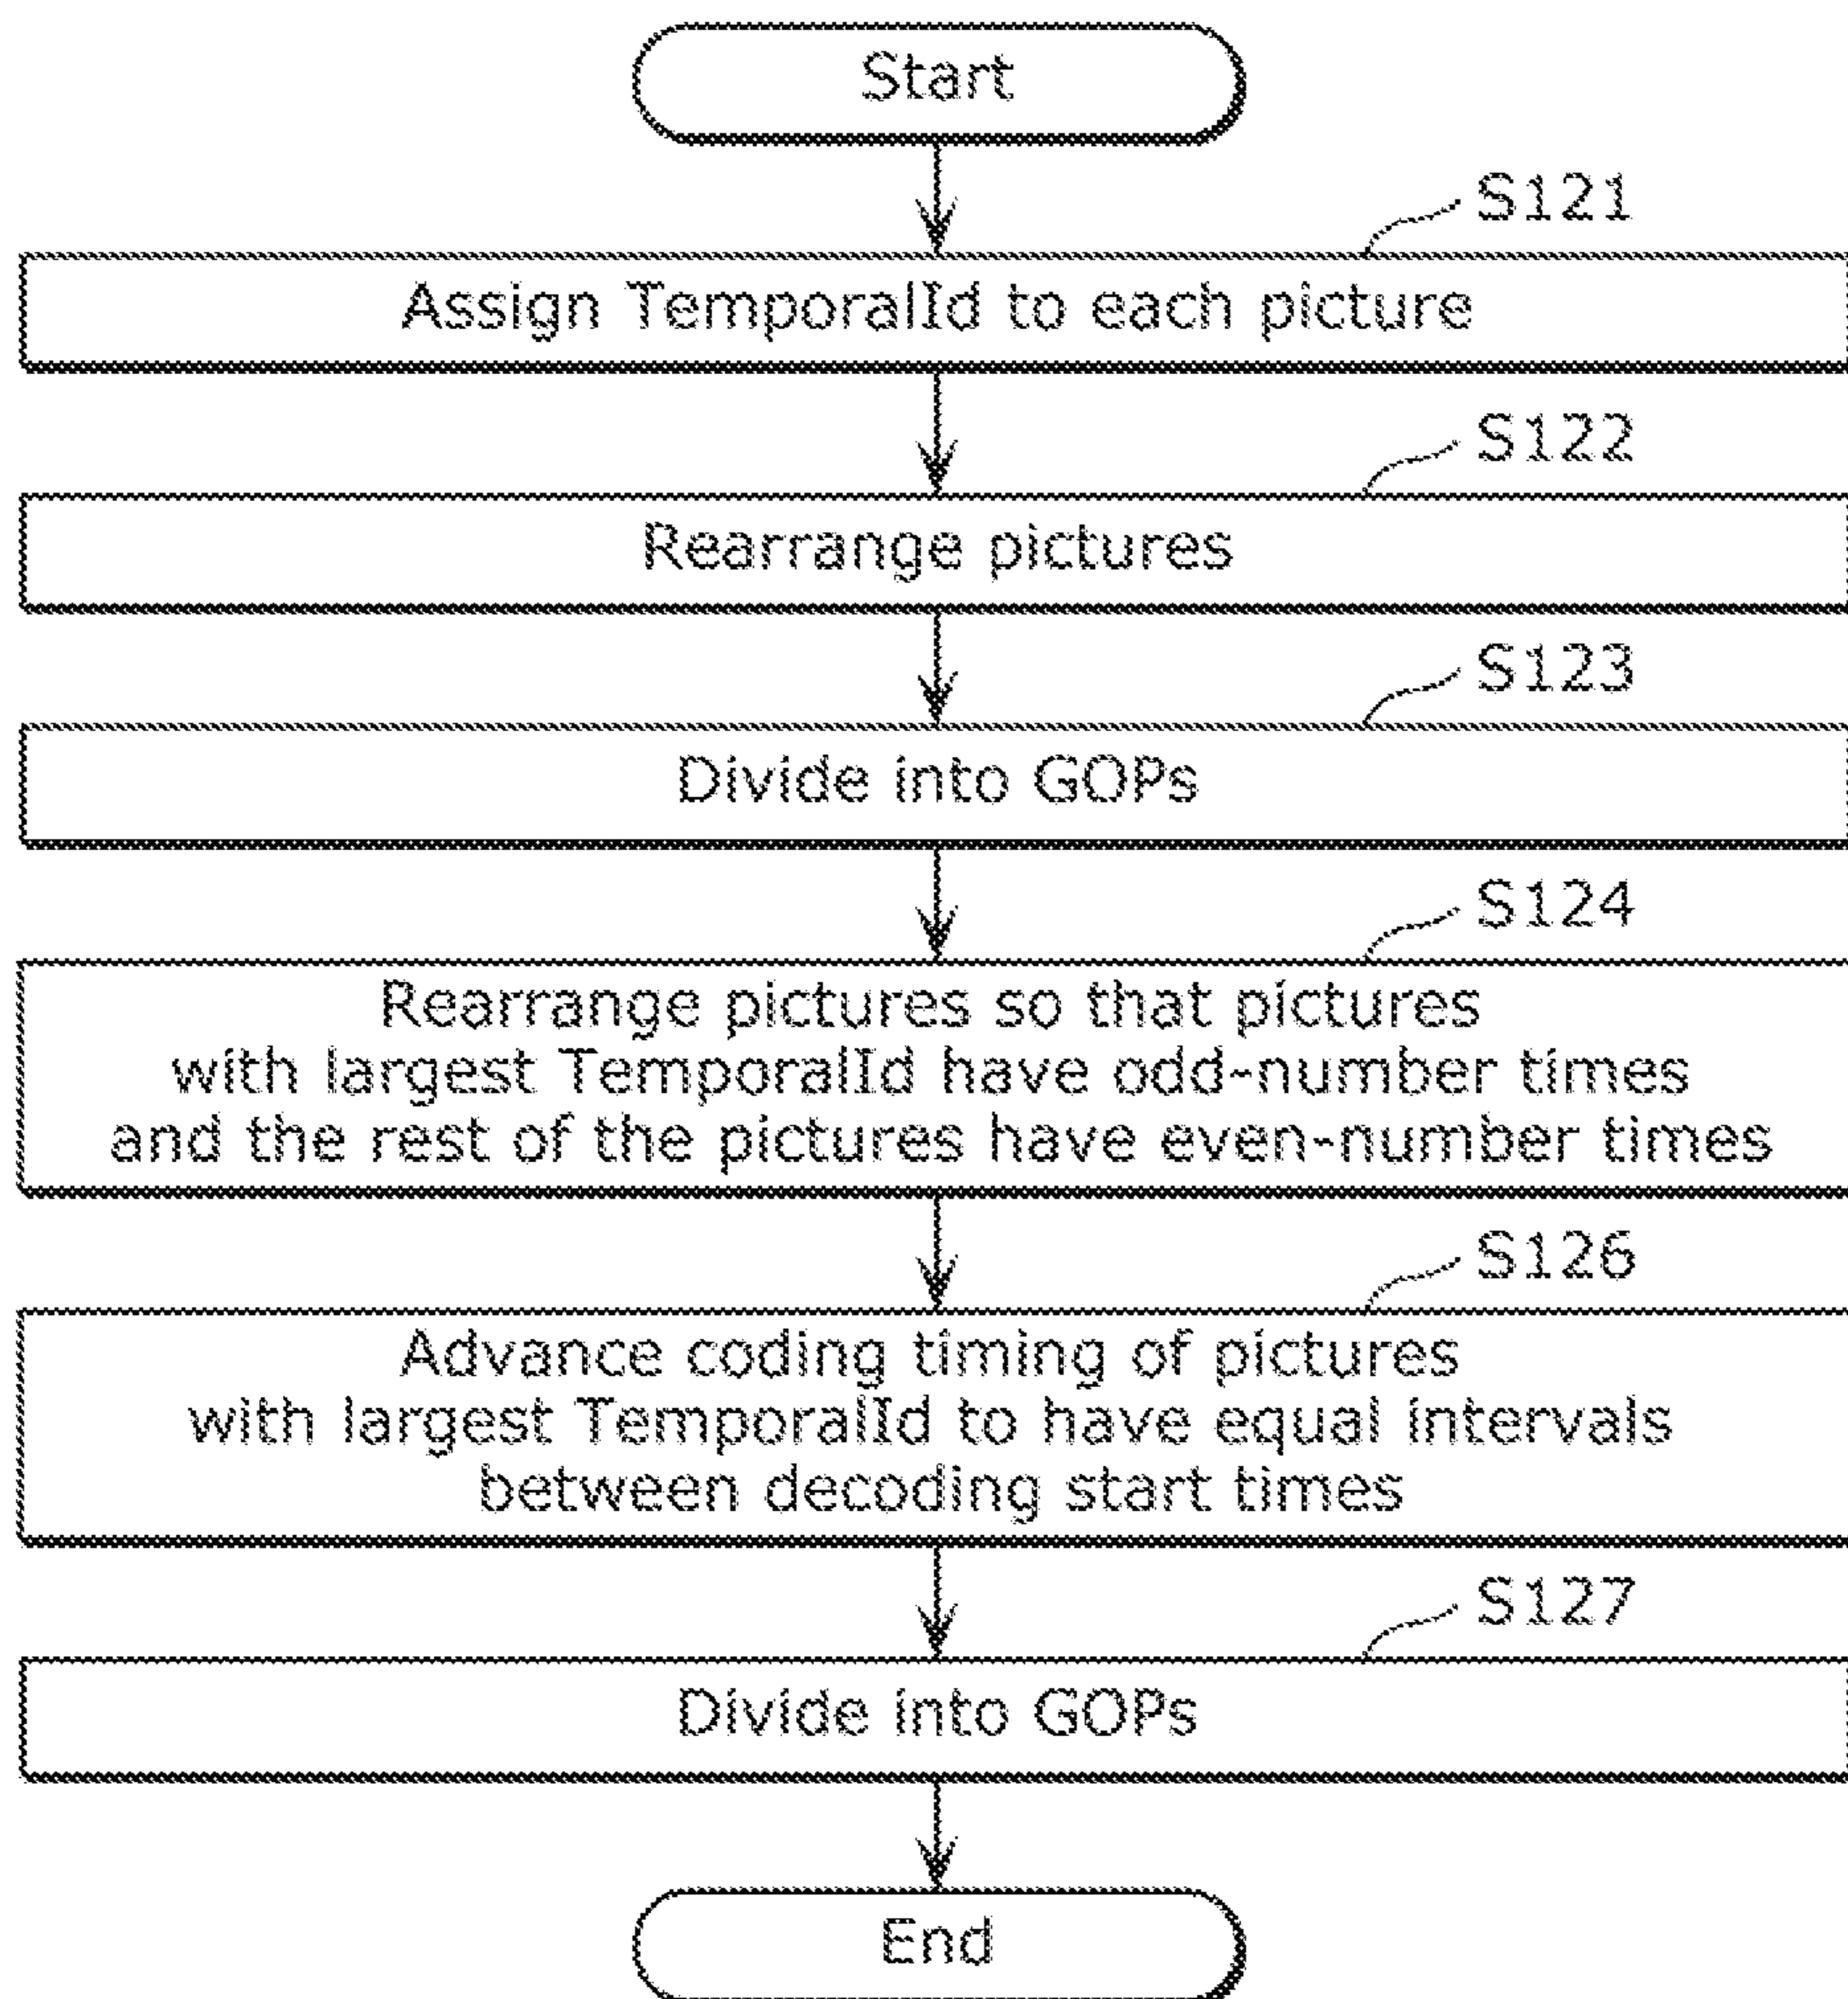 Start
S121
Assign TemporalId to each picture
S122
Rearrange pictures
S123
Divide into GOPs
S124
Rearrange pictures so that pictures
with largest TemporalId have odd-number times
and the rest of the pictures have even-number times
S126
Advance coding timing of pictures
with largest TemporalId to have equal intervals
between decoding start times
S127
Divide into GOPs
End